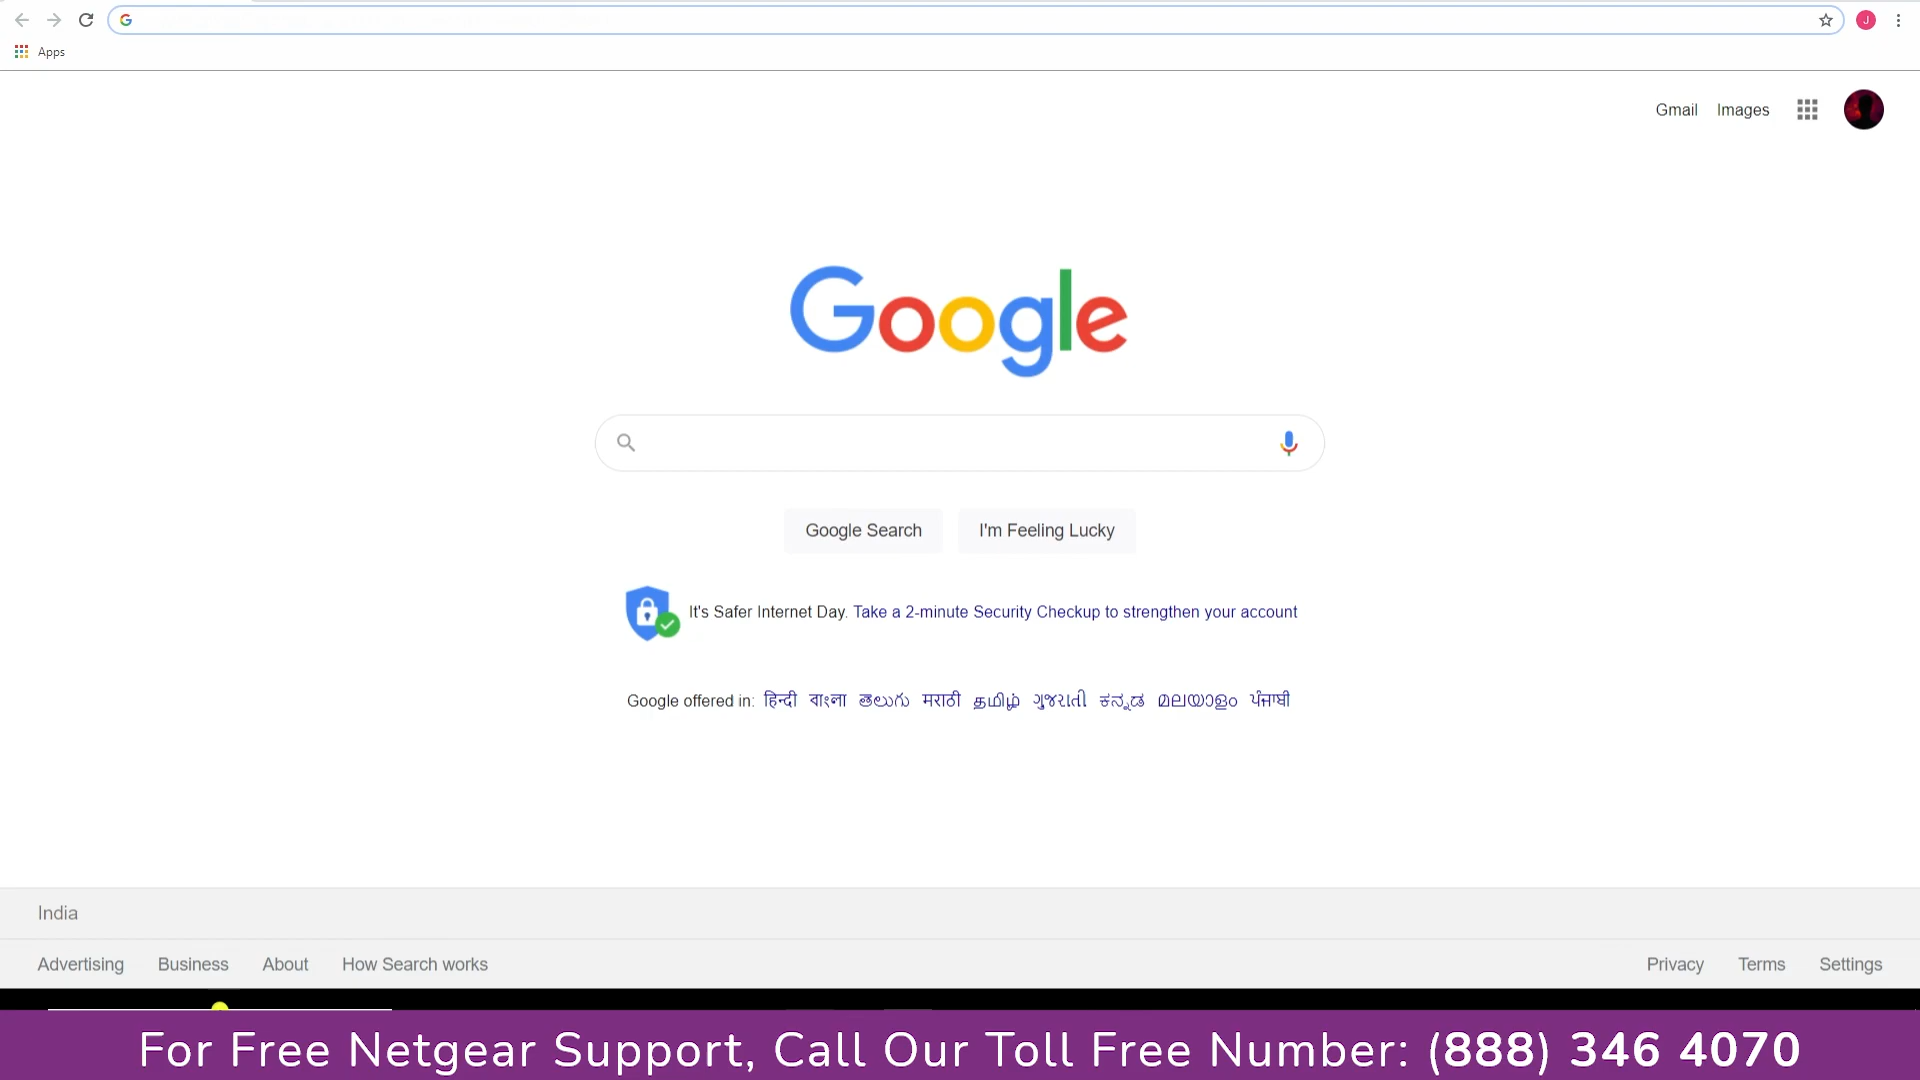 J
Apps
Gmail Images
Google
Google Search I'm Feeling Lucky
It's Safer Internet Day. Take a 2-minute Security Checkup to strengthen your account
Google offered in: हिन्दी বাংলা తెలుగు मराठी தமிழ் ગુજરાતી ಕನ್ನಡ മലയാളം ਪੰਜਾਬੀ
India
Advertising Business About How Search works Privacy Terms Settings
For Free Netgear Support, Call Our Toll Free Number: (888) 346 4070